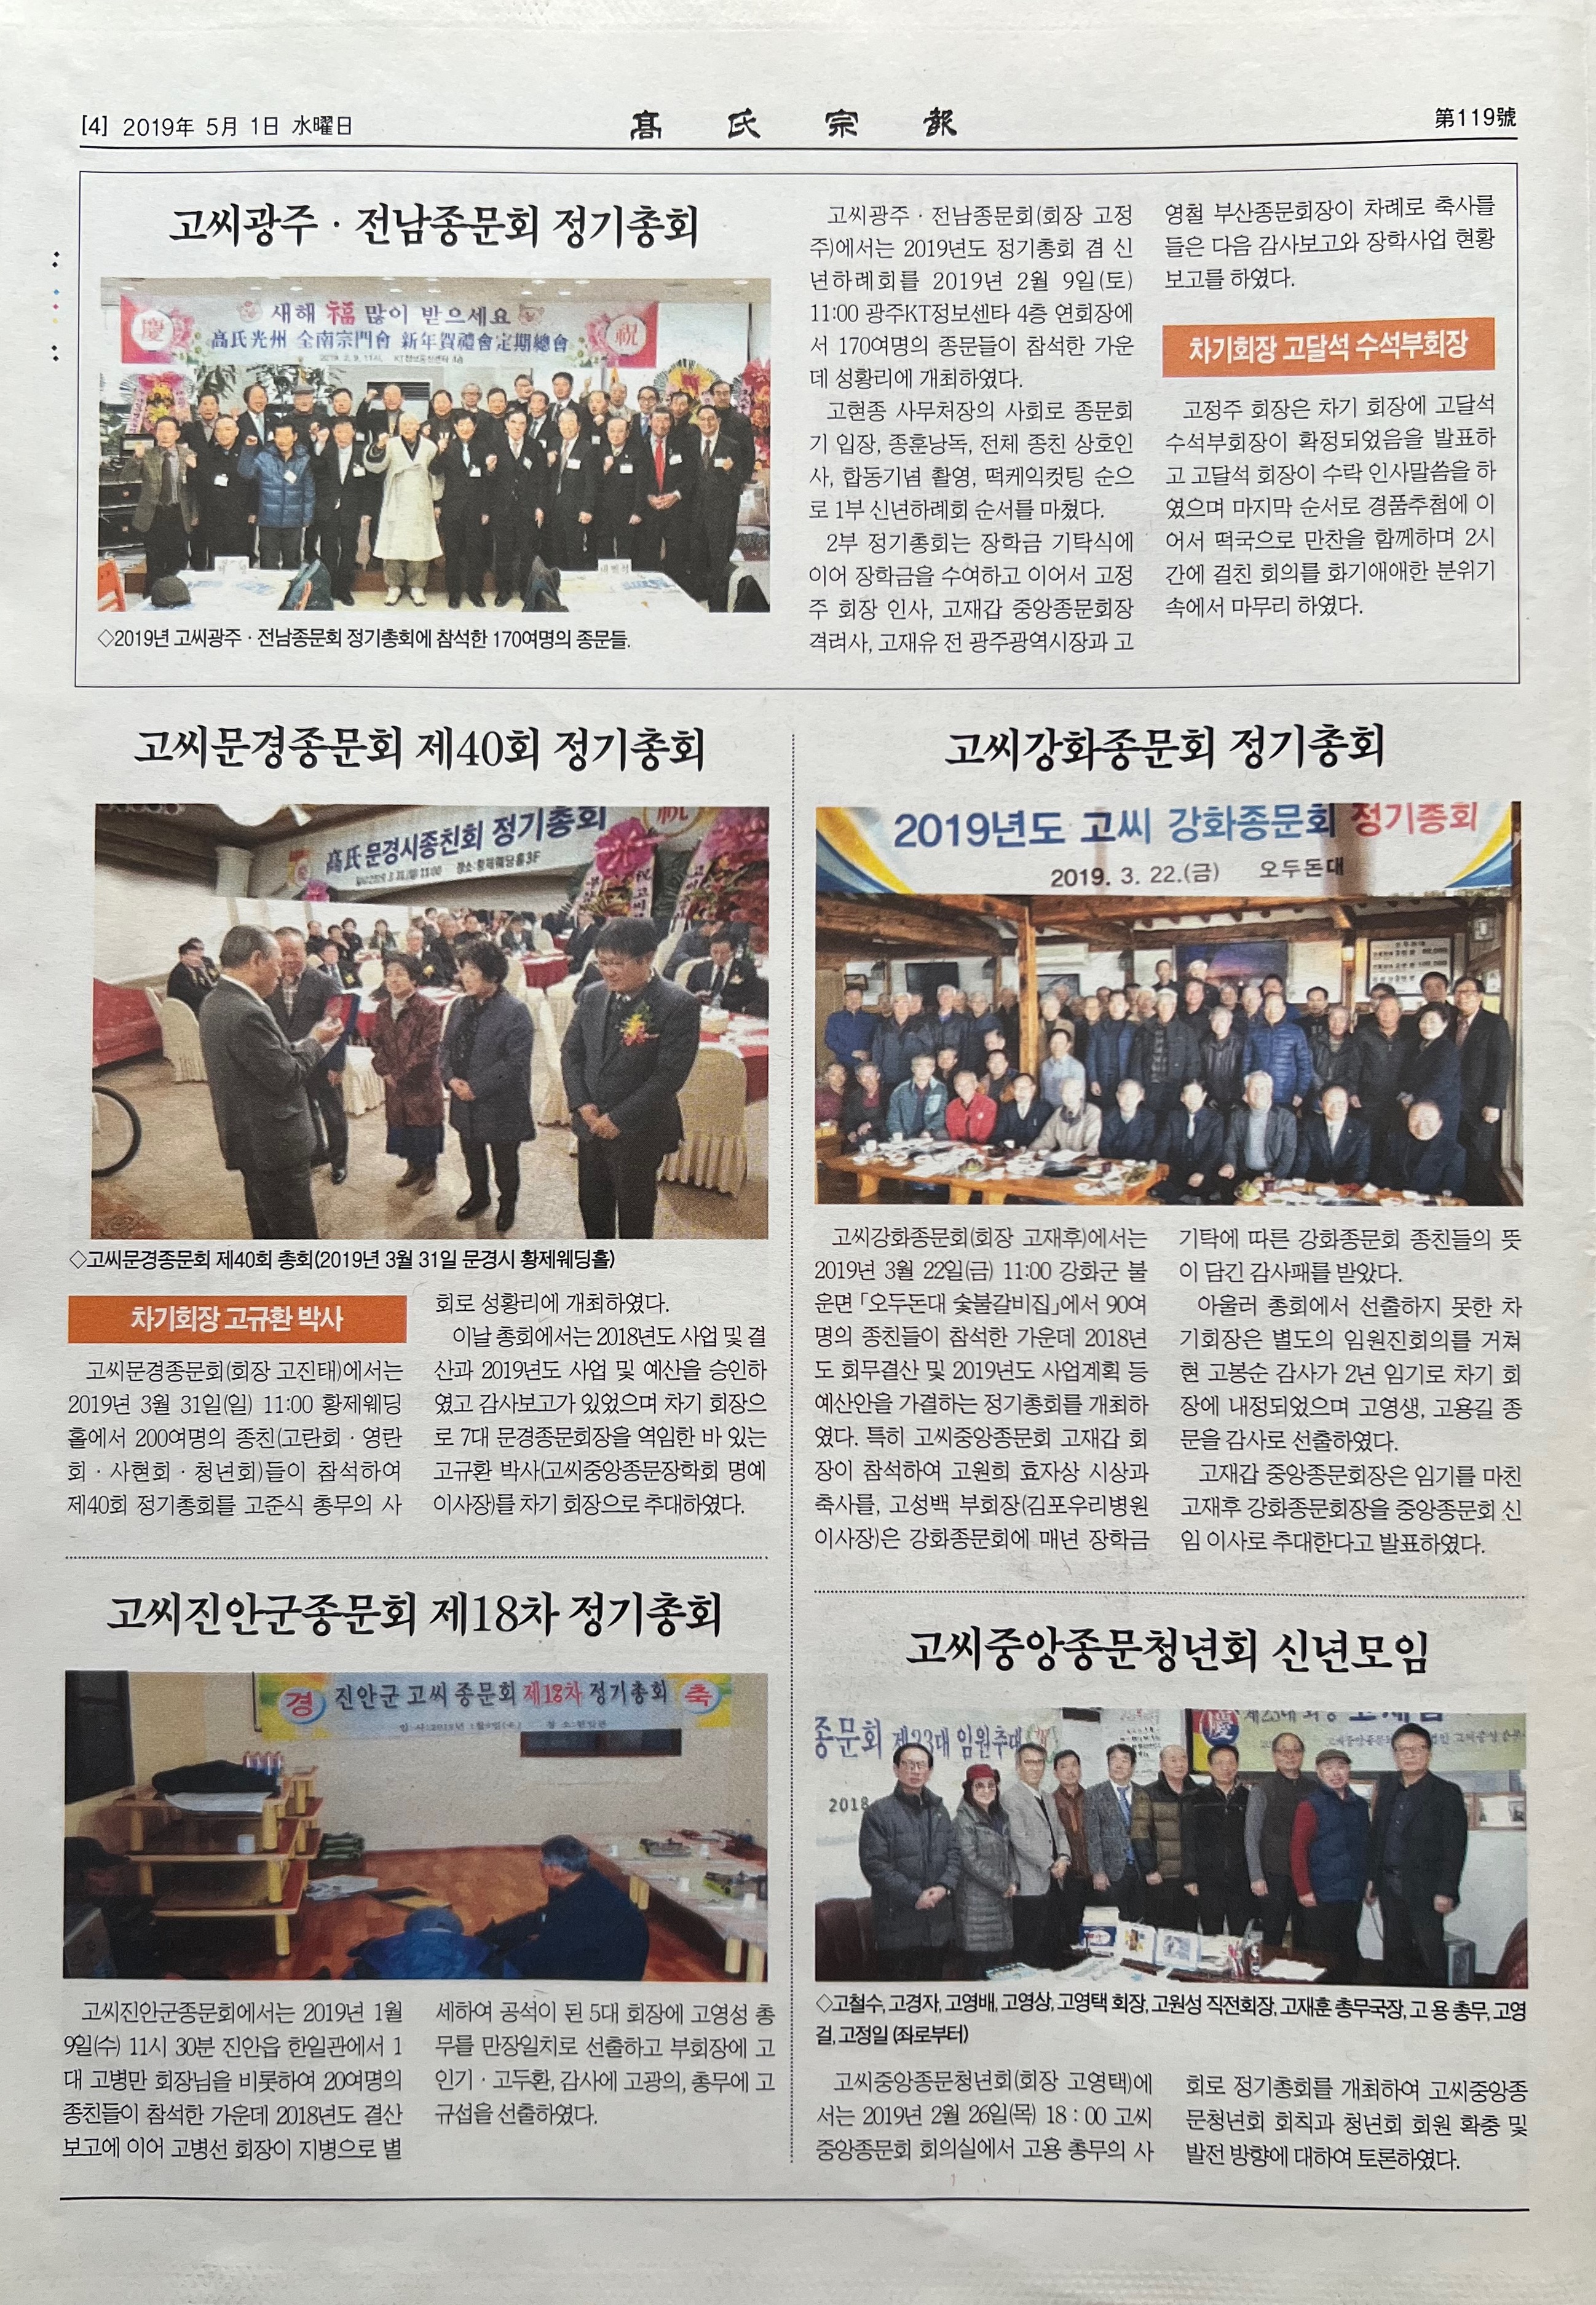 [4] 2019年 5月 1日 水曜日
高氏宗報
第119號
고씨광주·전남종문회 정기총회
慶
새해 福 많이 받으세요
高氏光州 全南宗門會 新年賀禮會定期總會
2019. 2. 9. 11시. KT정보통신센터 4층
祝
◇2019년 고씨광주·전남종문회 정기총회에 참석한 170여명의 종문들.
고씨광주·전남종문회(회장 고정
주)에서는 2019년도 정기총회 겸 신
년하례회를 2019년 2월 9일(토)
11:00 광주KT정보센타 4층 연회장에
서 170여명의 종문들이 참석한 가운
데 성황리에 개최하였다.
고현종 사무처장의 사회로 종문회
기 입장, 종훈낭독, 전체 종친 상호인
사, 합동기념 촬영, 떡케익컷팅 순으
로 1부 신년하례회 순서를 마쳤다.
2부 정기총회는 장학금 기탁식에
이어 장학금을 수여하고 이어서 고정
주 회장 인사, 고재갑 중앙종문회장
격려사, 고재유 전 광주광역시장과 고
영철 부산종문회장이 차례로 축사를
들은 다음 감사보고와 장학사업 현황
보고를 하였다.
차기회장 고달석 수석부회장
고정주 회장은 차기 회장에 고달석
수석부회장이 확정되었음을 발표하
고 고달석 회장이 수락 인사말씀을 하
였으며 마지막 순서로 경품추첨에 이
어서 떡국으로 만찬을 함께하며 2시
간에 걸친 회의를 화기애애한 분위기
속에서 마무리 하였다.
고씨문경종문회 제40회 정기총회
高氏 문경시종친회 정기총회
장소:황제웨딩홀3F
祝
◇고씨문경종문회 제40회 총회(2019년 3월 31일 문경시 황제웨딩홀)
차기회장 고규환 박사
고씨문경종문회(회장 고진태)에서는
2019년 3월 31일(일) 11:00 황제웨딩
홀에서 200여명의 종친(고란회·영란
회·사현회·청년회)들이 참석하여
제40회 정기총회를 고준식 총무의 사
회로 성황리에 개최하였다.
이날 총회에서는 2018년도 사업 및 결
산과 2019년도 사업 및 예산을 승인하
였고 감사보고가 있었으며 차기 회장으
로 7대 문경종문회장을 역임한 바 있는
고규환 박사(고씨중앙종문장학회 명예
이사장)를 차기 회장으로 추대하였다.
고씨강화종문회 정기총회
2019년도 고씨 강화종문회 정기총회
2019. 3. 22.(금) 오두돈대
고씨강화종문회(회장 고재후)에서는
2019년 3월 22일(금) 11:00 강화군 불
운면 「오두돈대 숯불갈비집」에서 90여
명의 종친들이 참석한 가운데 2018년
도 회무결산 및 2019년도 사업계획 등
예산안을 가결하는 정기총회를 개최하
였다. 특히 고씨중앙종문회 고재갑 회
장이 참석하여 고원희 효자상 시상과
축사를, 고성백 부회장(김포우리병원
이사장)은 강화종문회에 매년 장학금
기탁에 따른 강화종문회 종친들의 뜻
이 담긴 감사패를 받았다.
아울러 총회에서 선출하지 못한 차
기회장은 별도의 임원진회의를 거쳐
현 고봉순 감사가 2년 임기로 차기 회
장에 내정되었으며 고영생, 고용길 종
문을 감사로 선출하였다.
고재갑 중앙종문회장은 임기를 마친
고재후 강화종문회장을 중앙종문회 신
임 이사로 추대한다고 발표하였다.
고씨진안군종문회 제18차 정기총회
경 진안군 고씨 종문회 제18차 정기총회 축
고씨진안군종문회에서는 2019년 1월
9일(수) 11시 30분 진안읍 한일관에서 1
대 고병만 회장님을 비롯하여 20여명의
종친들이 참석한 가운데 2018년도 결산
보고에 이어 고병선 회장이 지병으로 별
세하여 공석이 된 5대 회장에 고영성 총
무를 만장일치로 선출하고 부회장에 고
인기·고두환, 감사에 고광의, 총무에 고
규섭을 선출하였다.
고씨중앙종문청년회 신년모임
종문회 제23대 임원추대
2018
慶
◇고철수, 고경자, 고영배, 고영상, 고영택 회장, 고원성 직전회장, 고재훈 총무국장, 고 용 총무, 고영
걸, 고정일 (좌로부터)
고씨중앙종문청년회(회장 고영택)에
서는 2019년 2월 26일(목) 18 : 00 고씨
중앙종문회 회의실에서 고용 총무의 사
회로 정기총회를 개최하여 고씨중앙종
문청년회 회칙과 청년회 회원 확충 및
발전 방향에 대하여 토론하였다.